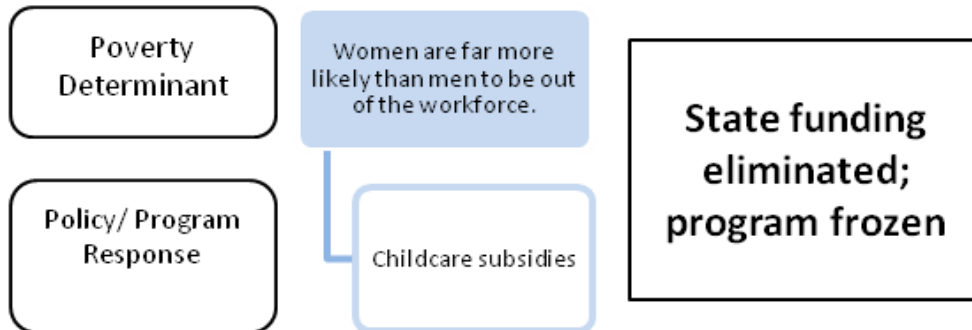 Poverty
Determinant
Women are far more
likely than men to be out
of the workforce.
State funding
eliminated;
program frozen
Policy/ Program
Response
Childcare subsidies